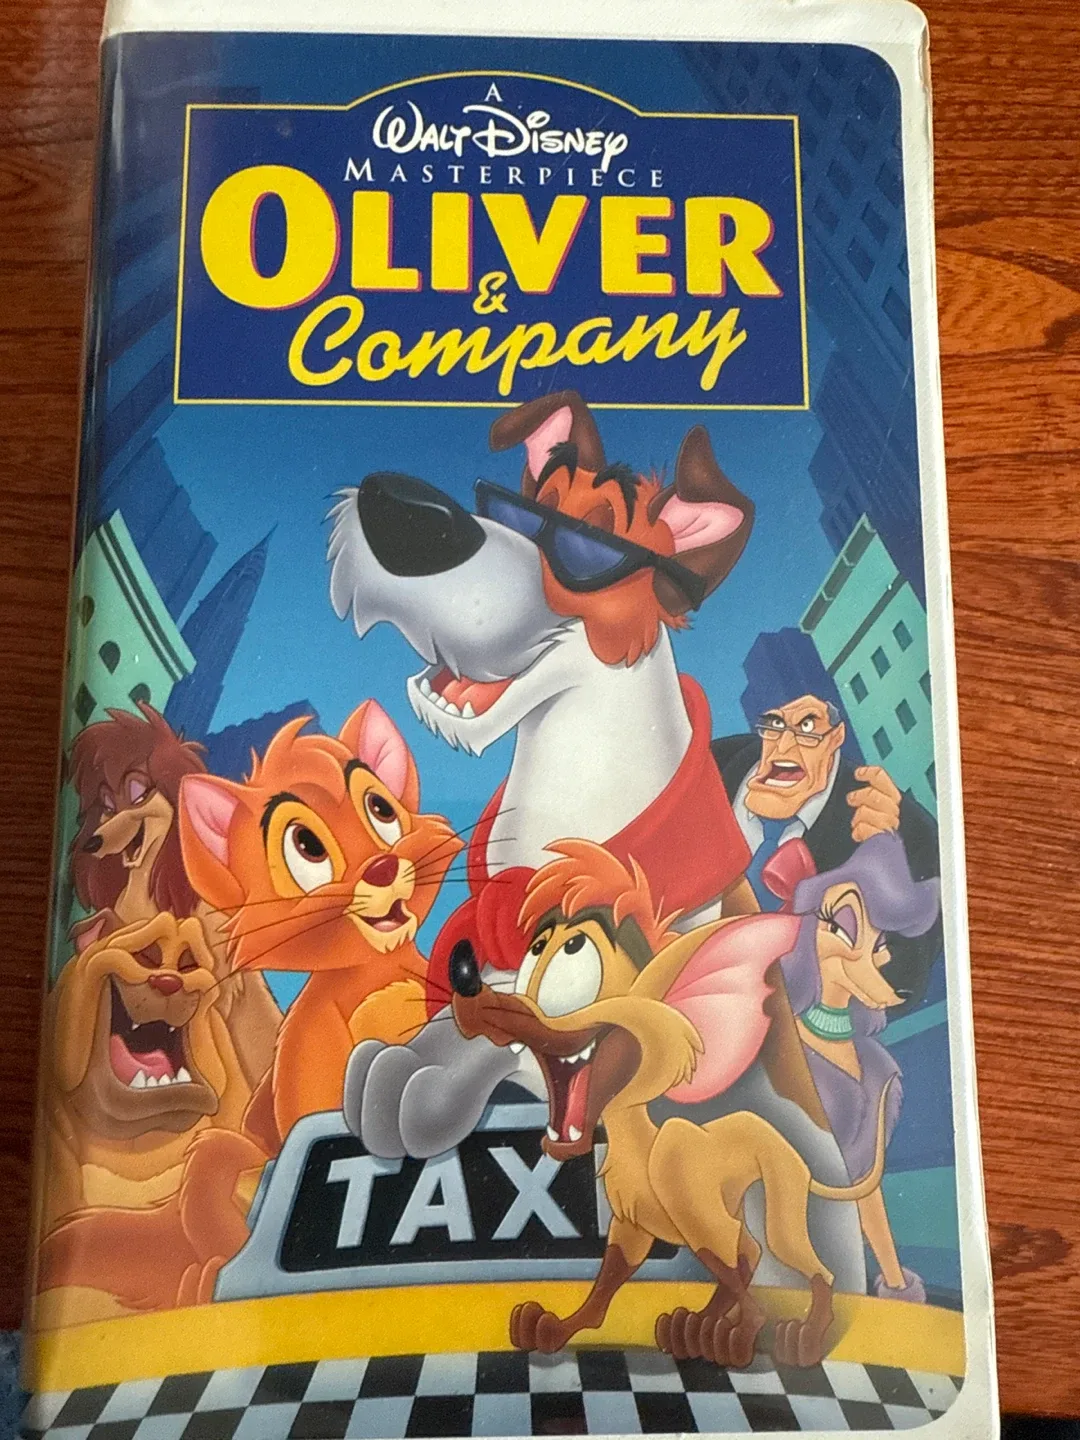 A
Walt Disney
MASTERPIECE
OLIVER
&
Company
TAXI